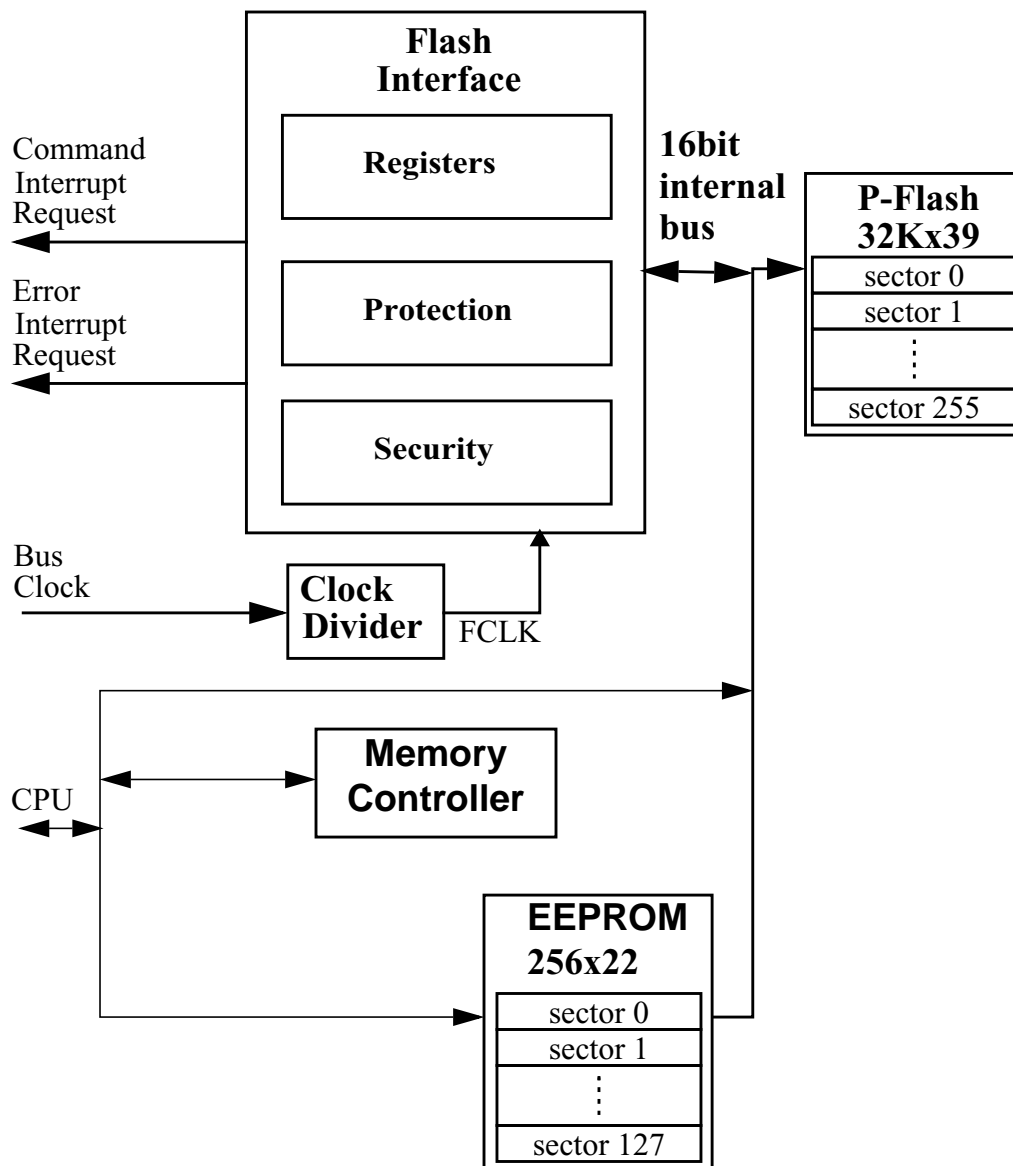 Flash
Interface
Registers
Protection
Security
Command
Interrupt
Request
Error
Interrupt
Request
16bit
internal
bus
P-Flash
32Kx39
sector 0
sector 1
sector 255
Bus
Clock
Clock
Divider
FCLK
Memory
Controller
CPU
EEPROM
256x22
sector 0
sector 1
sector 127